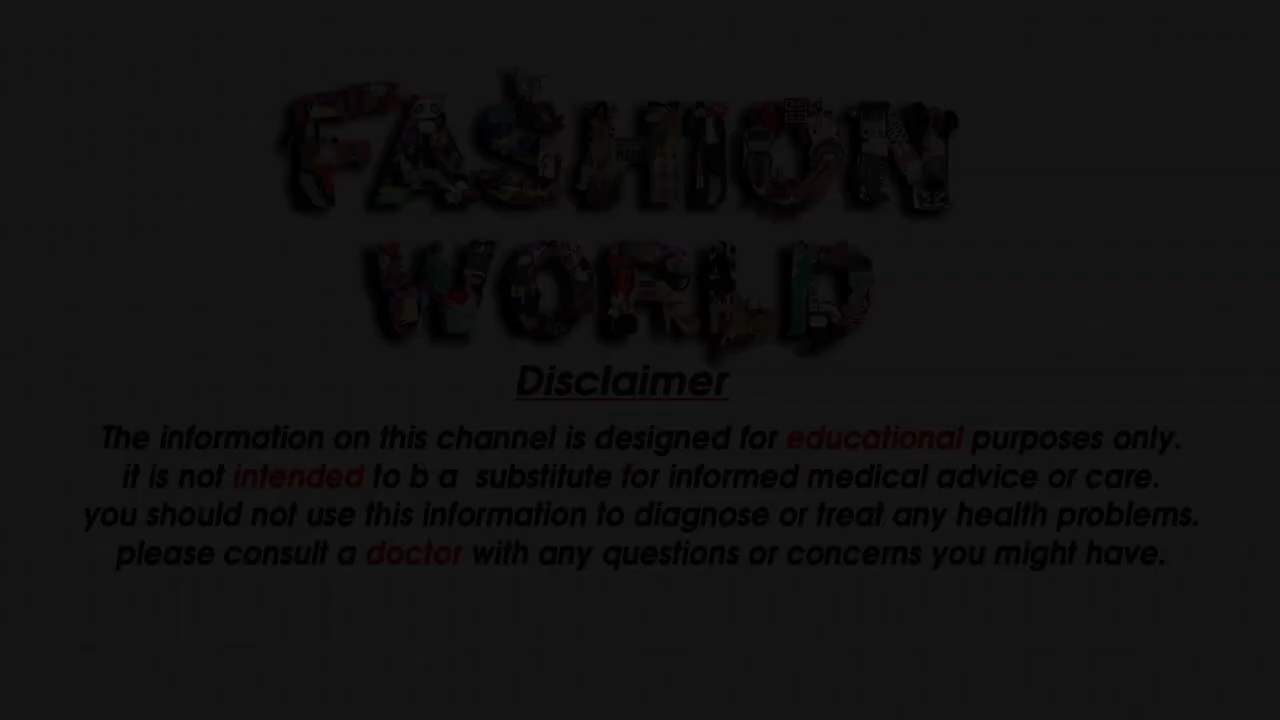 FASHION
WORLD
Disclaimer
The information on this channel is designed for educational purposes only.
it is not intended to b a substitute for informed medical advice or care.
you should not use this information to diagnose or treat any health problems.
please consult a doctor with any questions or concerns you might have.